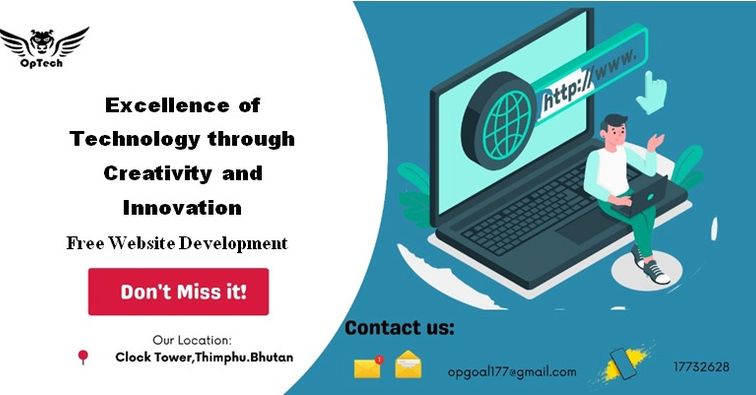 OpTech
Excellence of
Technology through
Creativity and
Innovation
Free Website Development
Don't Miss it!
Our Location:
Clock Tower,Thimphu.Bhutan
http://www.
Contact us:
1
opgoal177@gmail.com
17732628